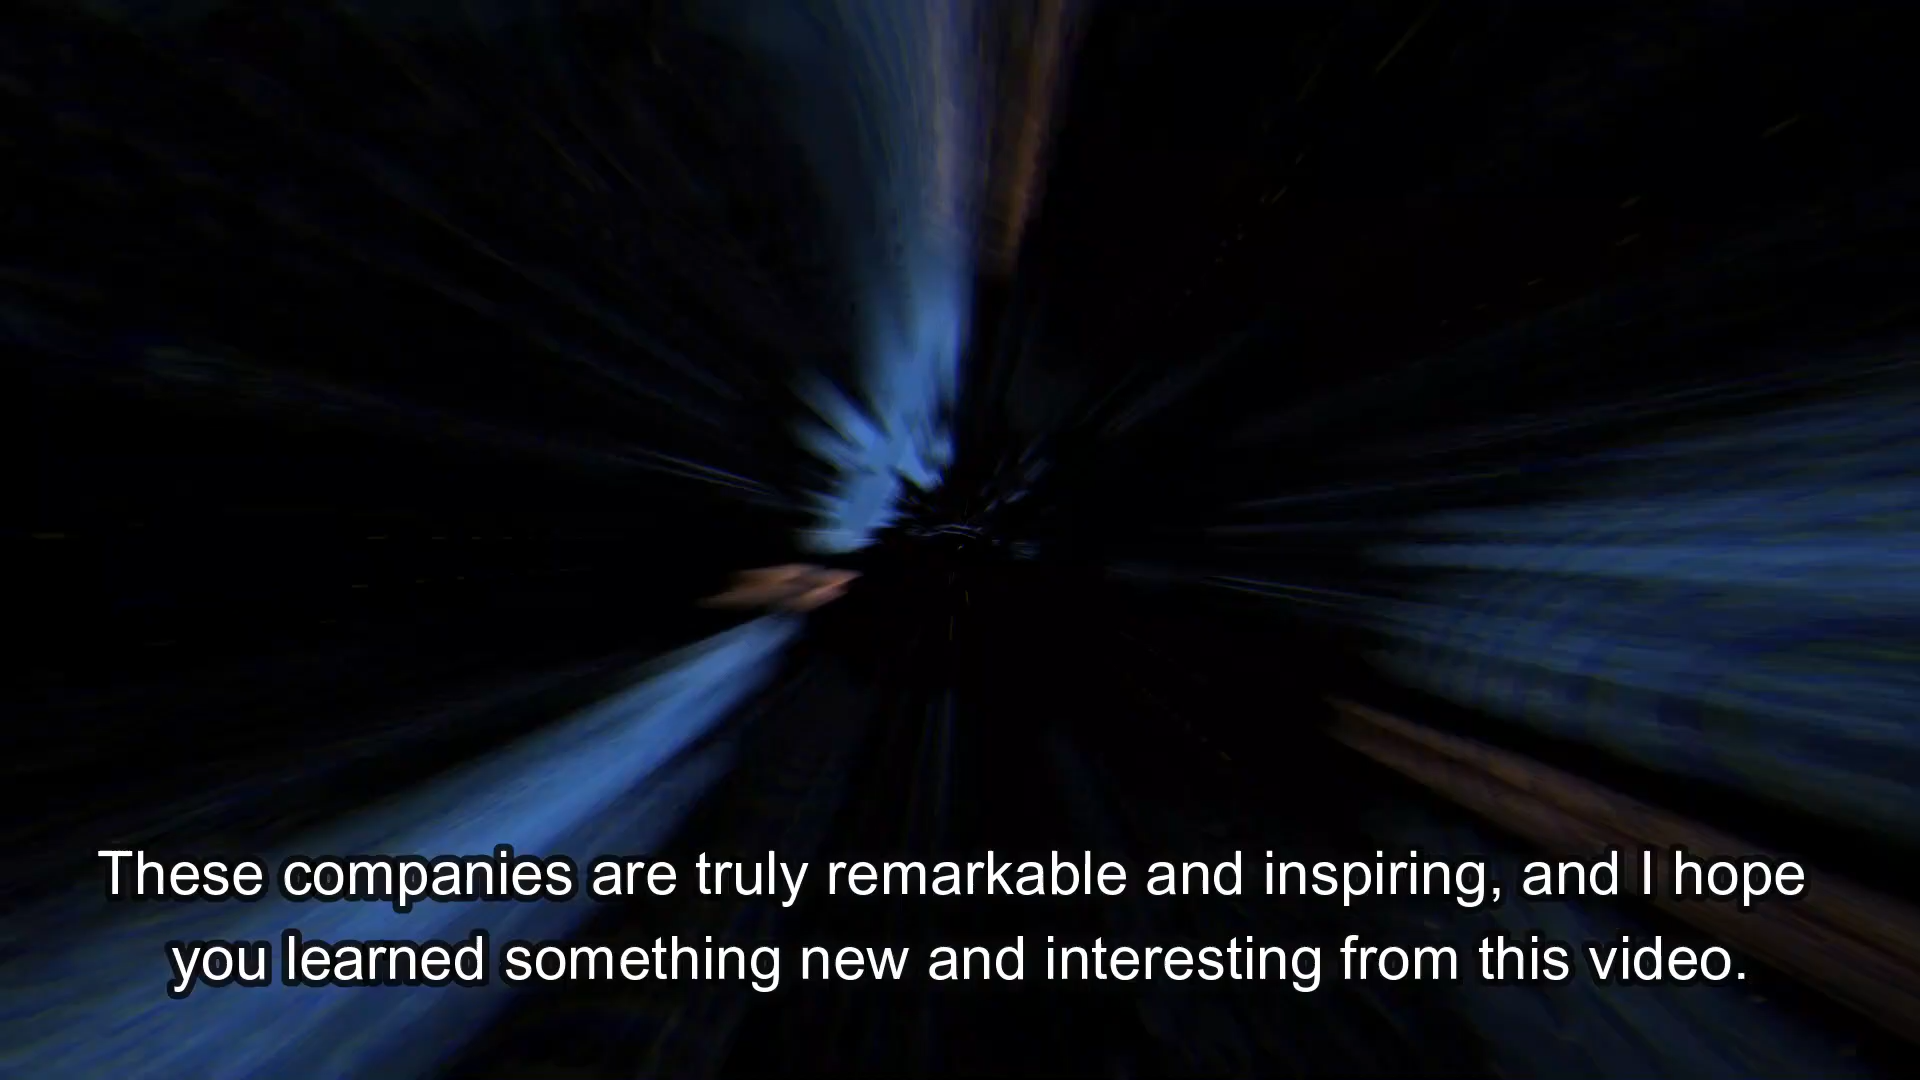 These companies are truly remarkable and inspiring, and I hope
you learned something new and interesting from this video.